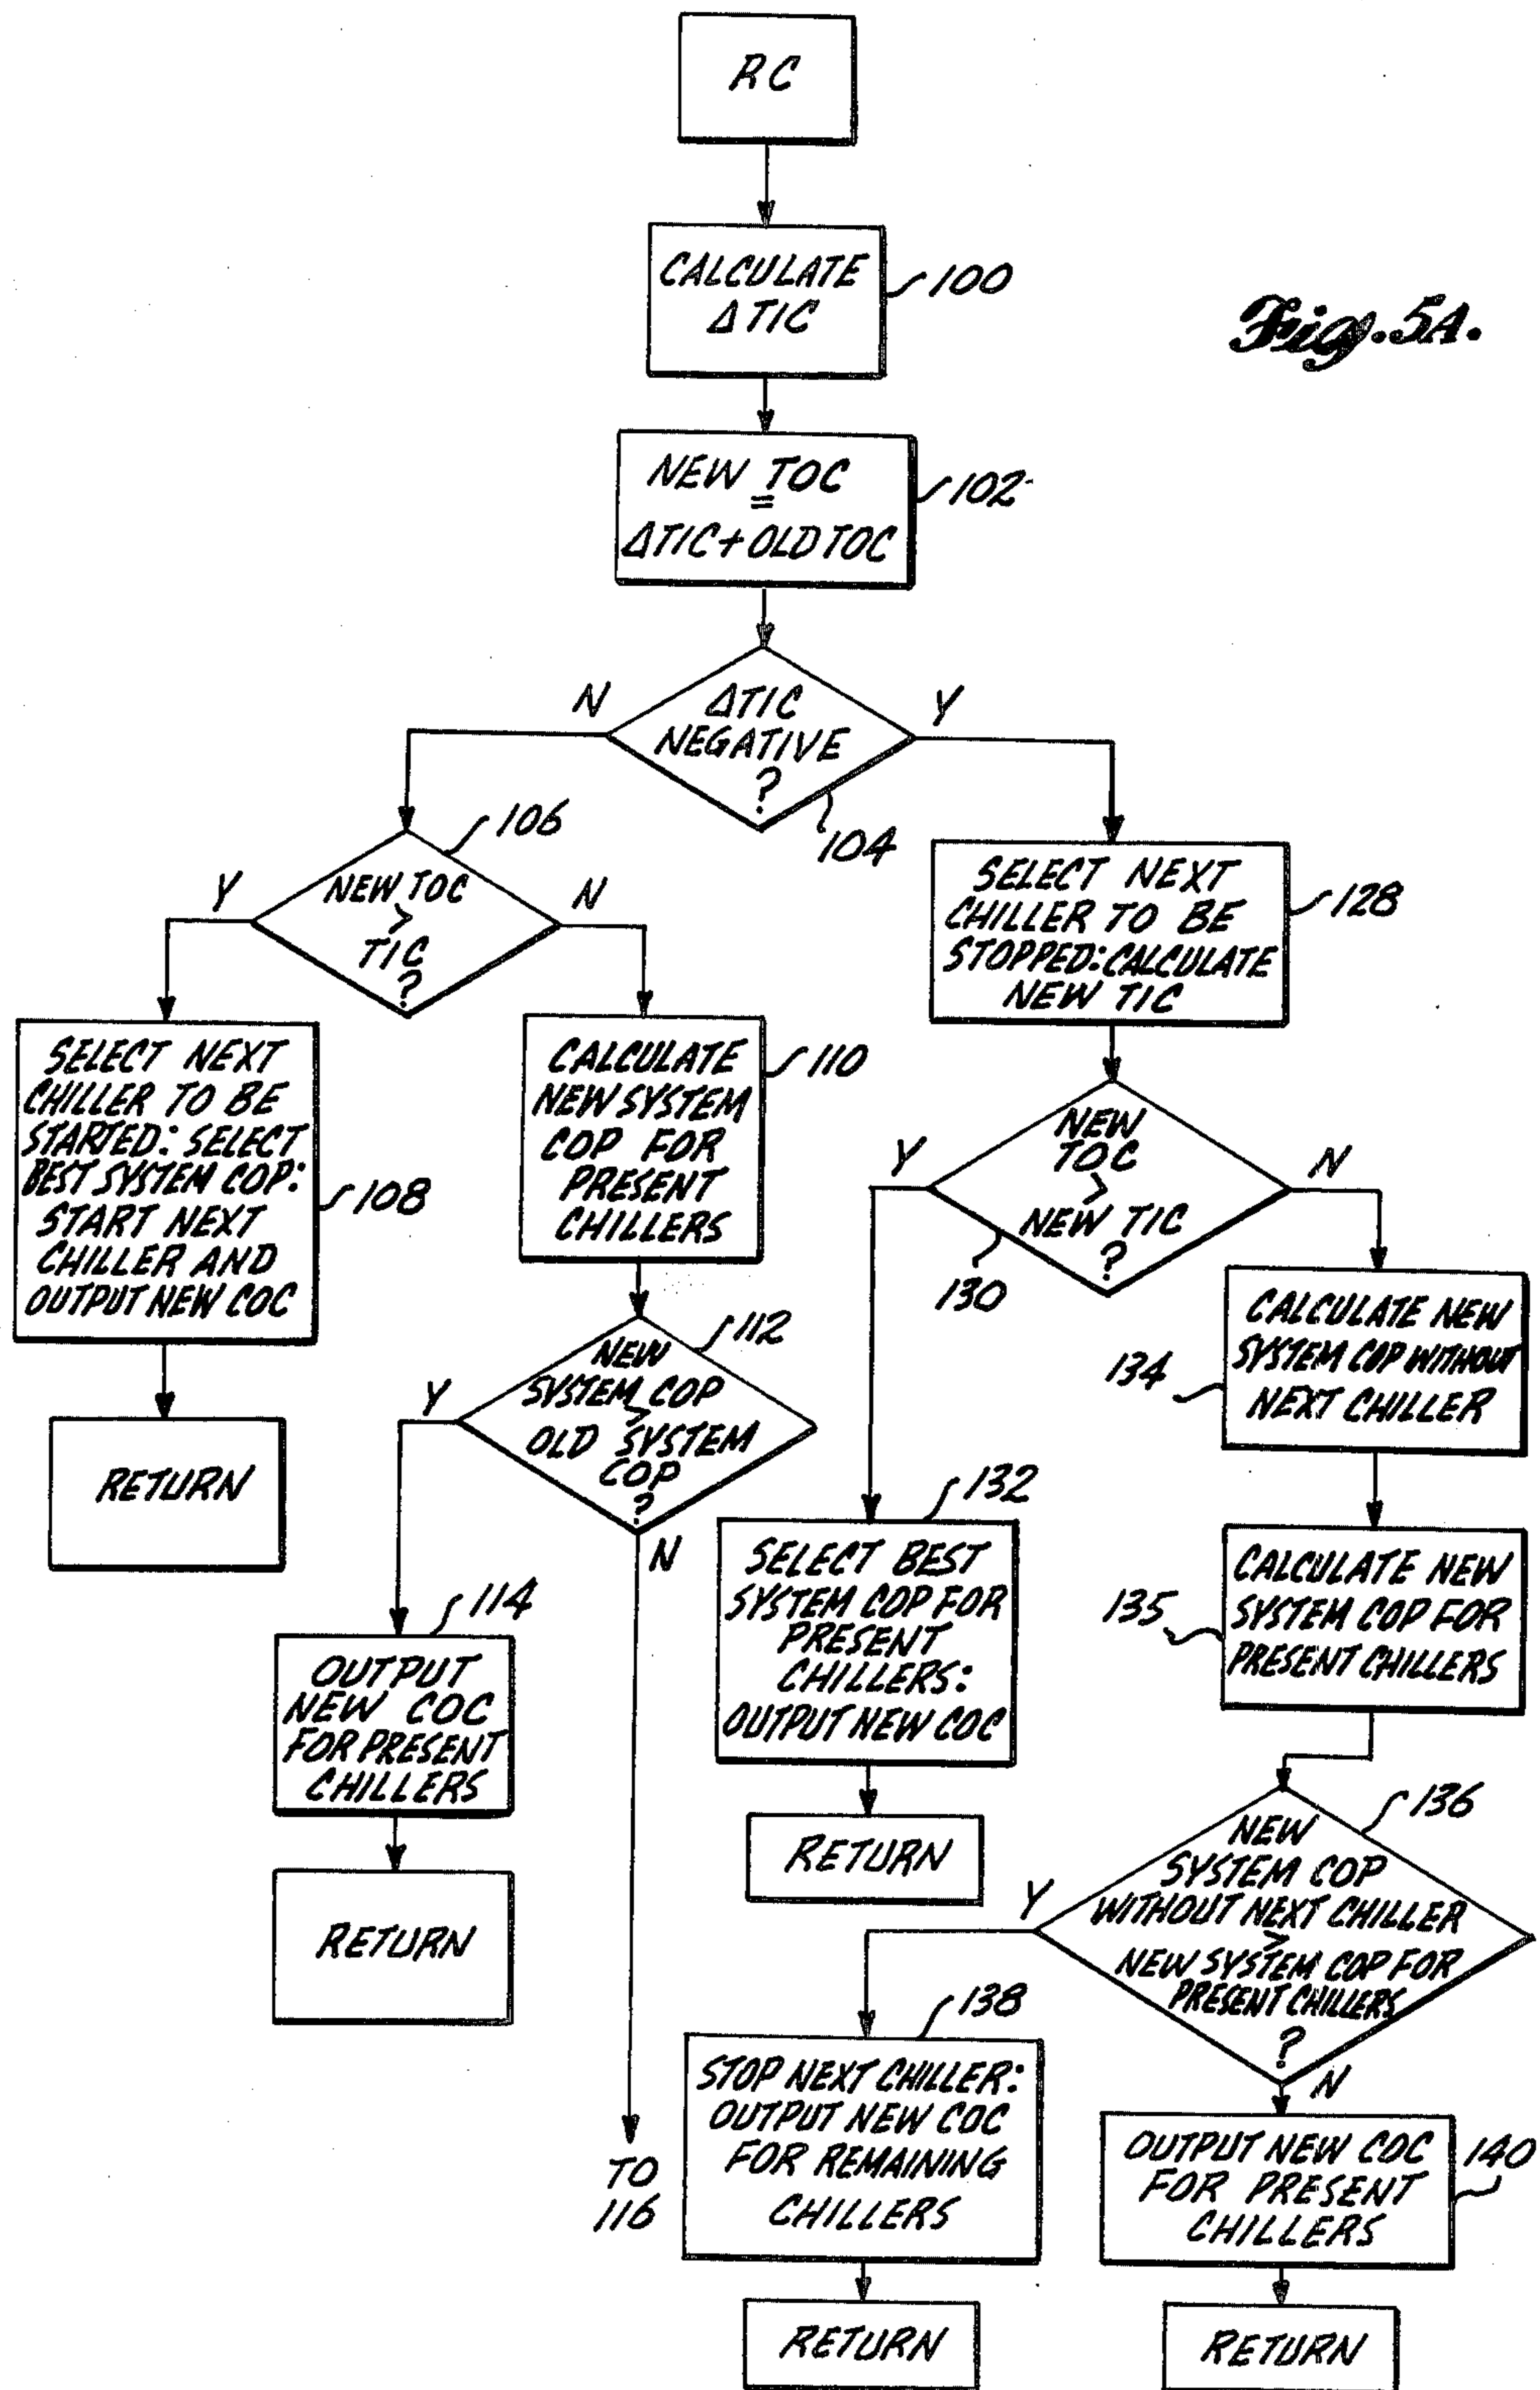 RC
CALCULATE
ΔTIC
100
Fig. 5A.
NEW TOC
=
ΔTIC+OLD TOC
102
N
ΔTIC
NEGATIVE
?
Y
104
106
Y
NEW TOC
>
TIC
?
N
SELECT NEXT
CHILLER TO BE
STOPPED: CALCULATE
NEW TIC
128
SELECT NEXT
CHILLER TO BE
STARTED: SELECT
BEST SYSTEM COP:
START NEXT
CHILLER AND
OUTPUT NEW COC
108
CALCULATE
NEW SYSTEM
COP FOR
PRESENT
CHILLERS
110
Y
NEW
TOC
>
NEW TIC
?
N
130
RETURN
112
Y
NEW
SYSTEM COP
>
OLD SYSTEM
COP
?
N
CALCULATE NEW
SYSTEM COP WITHOUT
NEXT CHILLER
134
132
SELECT BEST
SYSTEM COP FOR
PRESENT
CHILLERS:
OUTPUT NEW COC
CALCULATE NEW
SYSTEM COP FOR
PRESENT CHILLERS
135
114
OUTPUT
NEW COC
FOR PRESENT
CHILLERS
RETURN
RETURN
136
Y
NEW
SYSTEM COP
WITHOUT NEXT CHILLER
>
NEW SYSTEM COP FOR
PRESENT CHILLERS
?
N
TO
116
138
STOP NEXT CHILLER:
OUTPUT NEW COC
FOR REMAINING
CHILLERS
OUTPUT NEW COC
FOR PRESENT
CHILLERS
140
RETURN
RETURN